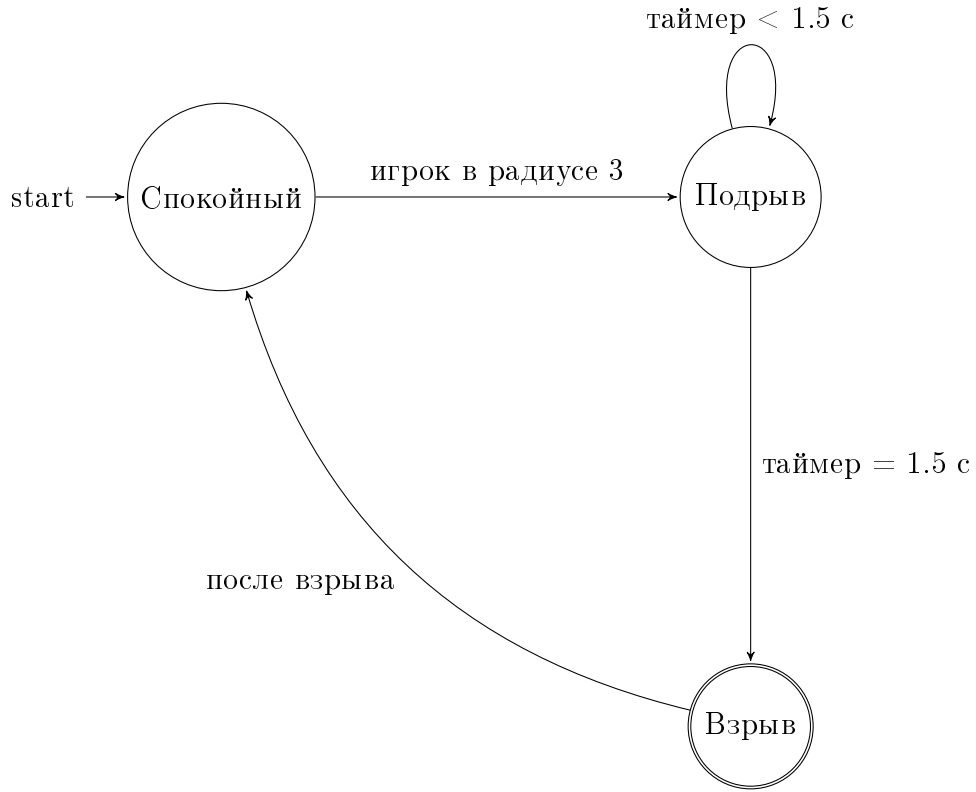 таймер < 1.5 с
игрок в радиусе 3
start
Спокойный
Подрыв
таймер = 1.5 с
после взрыва
Взрыв